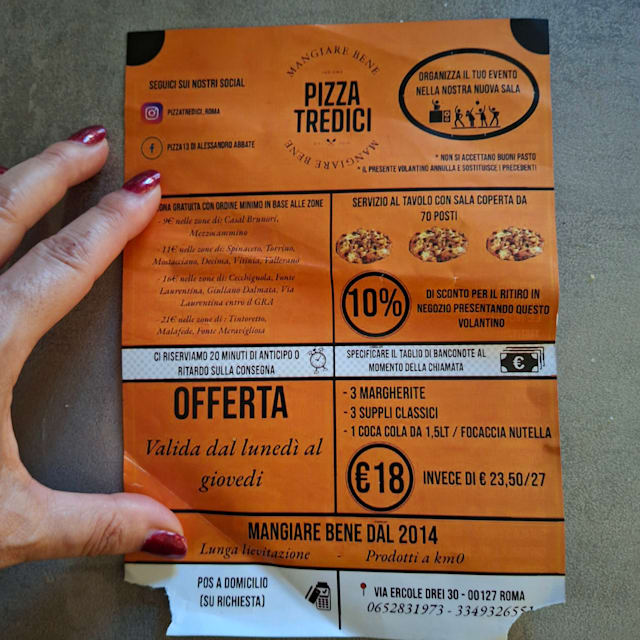 SEGUICI SUI NOSTRI SOCIAL
PIZZATREDICI_ROMA
PIZZA 13 DI ALESSANDRO ABBATE
MANGIARE BENE
PIZZA
TREDICI
MANGIARE BENE
ORGANIZZA IL TUO EVENTO
NELLA NOSTRA NUOVA SALA
* NON SI ACCETTANO BUONI PASTO
* IL PRESENTE VOLANTINO ANNULLA E SOSTITUISCE I PRECEDENTI
GRATUITA CON ORDINE MINIMO IN BASE ALLE ZONE
- 9€ nelle zone di: Casal Brunori,
Mezzocammino
- 11€ nelle zone di: Spinaceto, Torrino,
Mostacciano, Decima, Vitinia, Vallerano
- 16€ nelle zone di: Cecchignola, Fonte
Laurentina, Giuliano Dalmata, Via
Laurentina entro il GRA
- 21€ nelle zone di : Tintoretto,
Malafede, Fonte Meravigliosa
SERVIZIO AL TAVOLO CON SALA COPERTA DA
70 POSTI
10%
DI SCONTO PER IL RITIRO IN
NEGOZIO PRESENTANDO QUESTO
VOLANTINO
CI RISERVIAMO 20 MINUTI DI ANTICIPO O
RITARDO SULLA CONSEGNA
SPECIFICARE IL TAGLIO DI BANCONOTE AL
MOMENTO DELLA CHIAMATA
€
OFFERTA
Valida dal lunedì al
giovedi
- 3 MARGHERITE
- 3 SUPPLI CLASSICI
- 1 COCA COLA DA 1,5LT / FOCACCIA NUTELLA
€18
INVECE DI € 23,50/27
MANGIARE BENE DAL 2014
Lunga lievitazione - Prodotti a km0
POS A DOMICILIO
(SU RICHIESTA)
VIA ERCOLE DREI 30 - 00127 ROMA
0652831973 - 3349326551